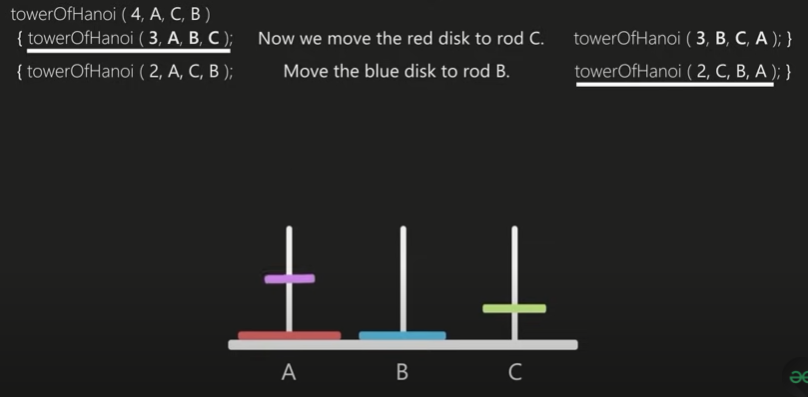 towerOfHanoi ( 4, A, C, B )
{ towerOfHanoi ( 3, A, B, C ); Now we move the red disk to rod C. towerOfHanoi ( 3, B, C, A ); }
{ towerOfHanoi ( 2, A, C, B ); Move the blue disk to rod B. towerOfHanoi ( 2, C, B, A ); }
A B C